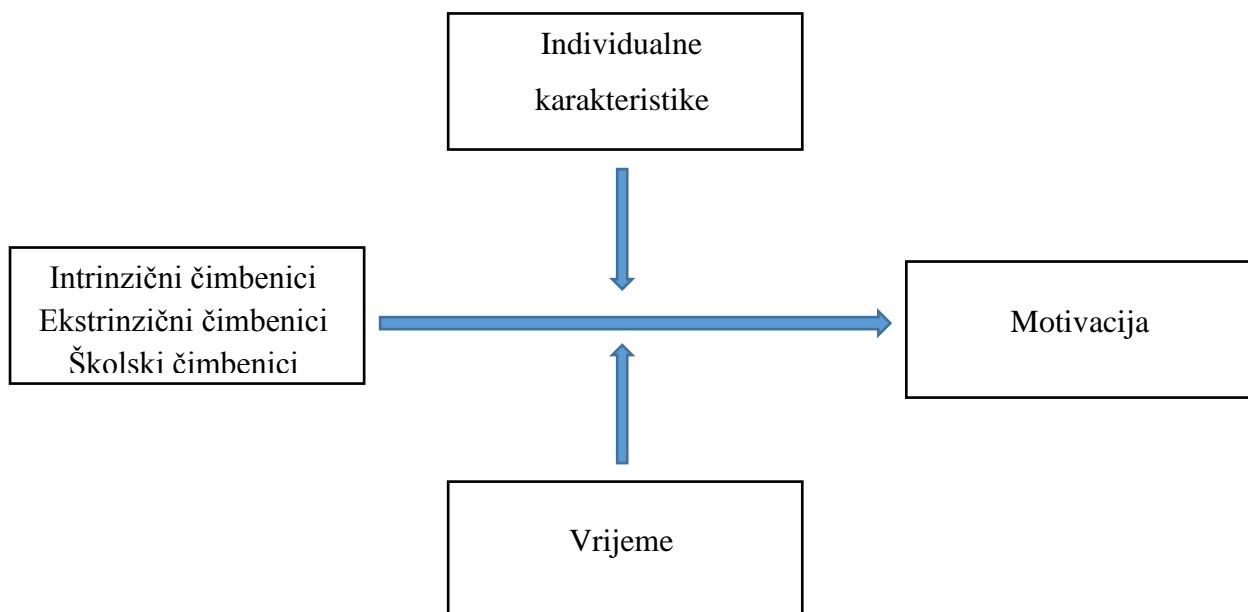 Individualne
karakteristike
Intrinzični čimbenici
Ekstrinzični čimbenici
Školski čimbenici
Motivacija
Vrijeme